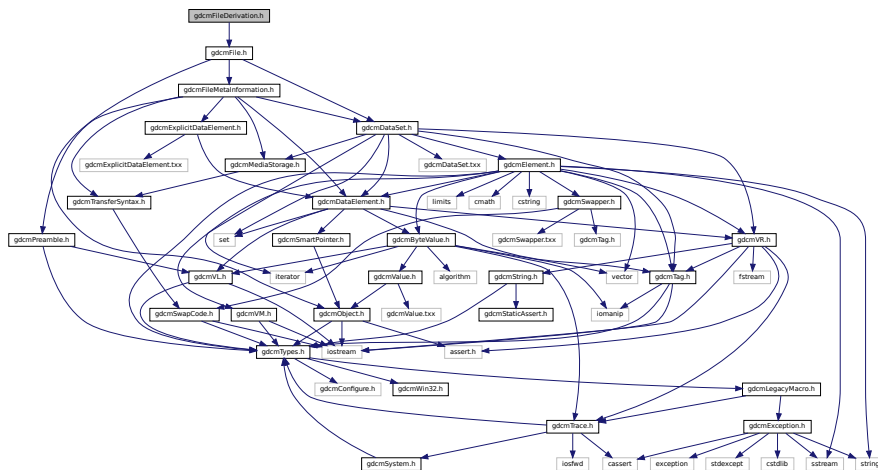 gdcmFileDerivation.h
gdcmFile.h
gdcmFileMetaInformation.h
gdcmExplicitDataElement.h
gdcmDataSet.h
gdcmExplicitDataElement.txx
gdcmMediaStorage.h
gdcmDataSet.txx
gdcmElement.h
gdcmTransferSyntax.h
gdcmDataElement.h
limits
cmath
cstring
gdcmSwapper.h
gdcmPreamble.h
set
gdcmSmartPointer.h
gdcmByteValue.h
gdcmSwapper.txx
gdcmTag.h
gdcmVR.h
gdcmVL.h
iterator
gdcmValue.h
algorithm
gdcmString.h
vector
gdcmTag.h
fstream
gdcmSwapCode.h
gdcmVM.h
gdcmObject.h
gdcmValue.txx
gdcmStaticAssert.h
iomanip
gdcmTypes.h
iostream
assert.h
gdcmConfigure.h
gdcmWin32.h
gdcmLegacyMacro.h
gdcmTrace.h
gdcmException.h
gdcmSystem.h
iosfwd
cassert
exception
stdexcept
cstdlib
sstream
string